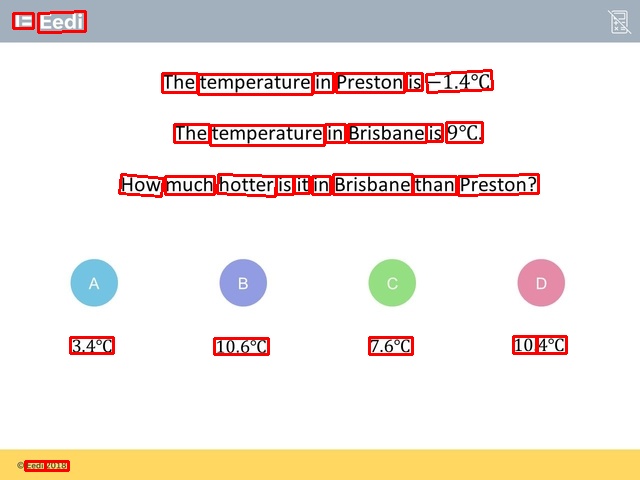 Eedi
The temperature in Preston is −1.4°C
The temperature in Brisbane is 9°C.
How much hotter is it in Brisbane than Preston?
A B C D
3.4°C 10.6°C 7.6°C 10.4°C
© Eedi 2018